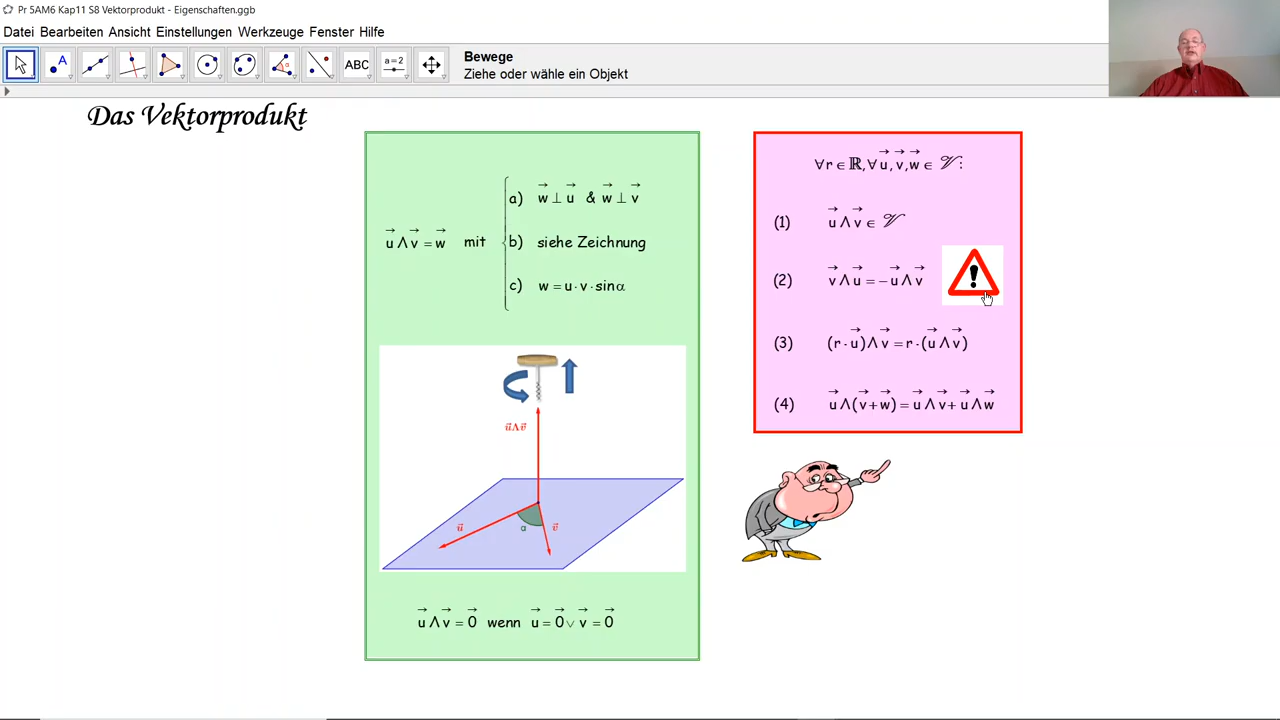 Pr 5AM6 Kap11 S8 Vektorprodukt - Eigenschaften.ggb
Datei Bearbeiten Ansicht Einstellungen Werkzeuge Fenster Hilfe
A
ABC
a=2
Bewege
Ziehe oder wähle ein Objekt
Das Vektorprodukt
a) w⃗ ⊥ u⃗ & w⃗ ⊥ v⃗
u⃗ ∧ v⃗ = w⃗ mit
b) siehe Zeichnung
c) w = u · v · sin α
u⃗∧v⃗
u⃗
α
v⃗
u⃗ ∧ v⃗ = 0⃗ wenn u⃗ = 0⃗ ∨ v⃗ = 0⃗
∀r ∈ ℝ, ∀u⃗, v⃗, w⃗ ∈ 𝒱:
(1) u⃗ ∧ v⃗ ∈ 𝒱
(2) v⃗ ∧ u⃗ = − u⃗ ∧ v⃗
!
(3) (r · u⃗) ∧ v⃗ = r · (u⃗ ∧ v⃗)
(4) u⃗ ∧ (v⃗ + w⃗) = u⃗ ∧ v⃗ + u⃗ ∧ w⃗